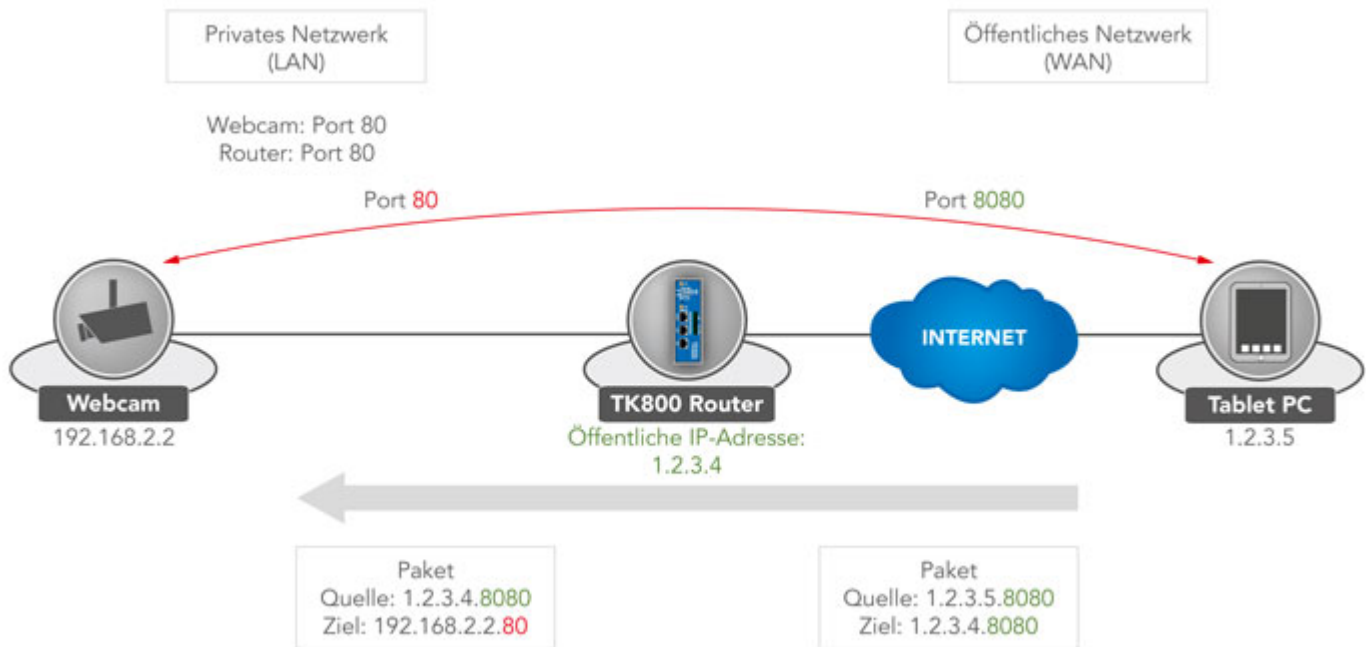 Privates Netzwerk
(LAN)
Öffentliches Netzwerk
(WAN)
Webcam: Port 80
Router: Port 80
Port 80
Port 8080
INTERNET
Webcam
192.168.2.2
TK800 Router
Öffentliche IP-Adresse:
1.2.3.4
Tablet PC
1.2.3.5
Paket
Quelle: 1.2.3.4.8080
Ziel: 192.168.2.2.80
Paket
Quelle: 1.2.3.5.8080
Ziel: 1.2.3.4.8080